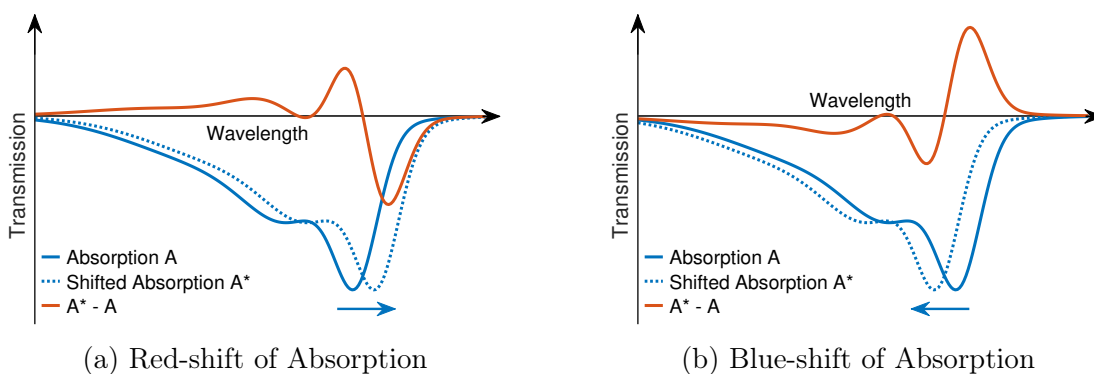 Transmission
Wavelength
Absorption A
Shifted Absorption A*
A* - A
(a) Red-shift of Absorption
Transmission
Wavelength
Absorption A
Shifted Absorption A*
A* - A
(b) Blue-shift of Absorption